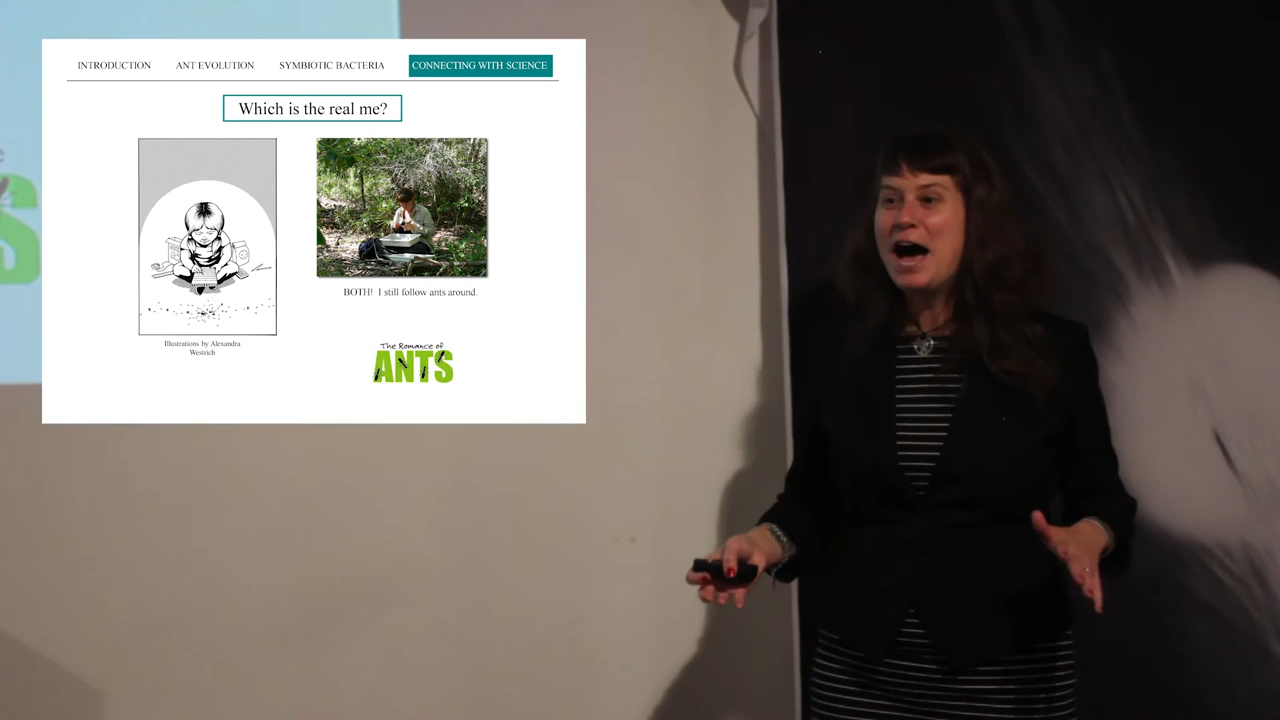 INTRODUCTION ANT EVOLUTION SYMBIOTIC BACTERIA CONNECTING WITH SCIENCE
Which is the real me?
BOTH! I still follow ants around.
Illustrations by Alexandra
Westrich
The Romance of
ANTS
S